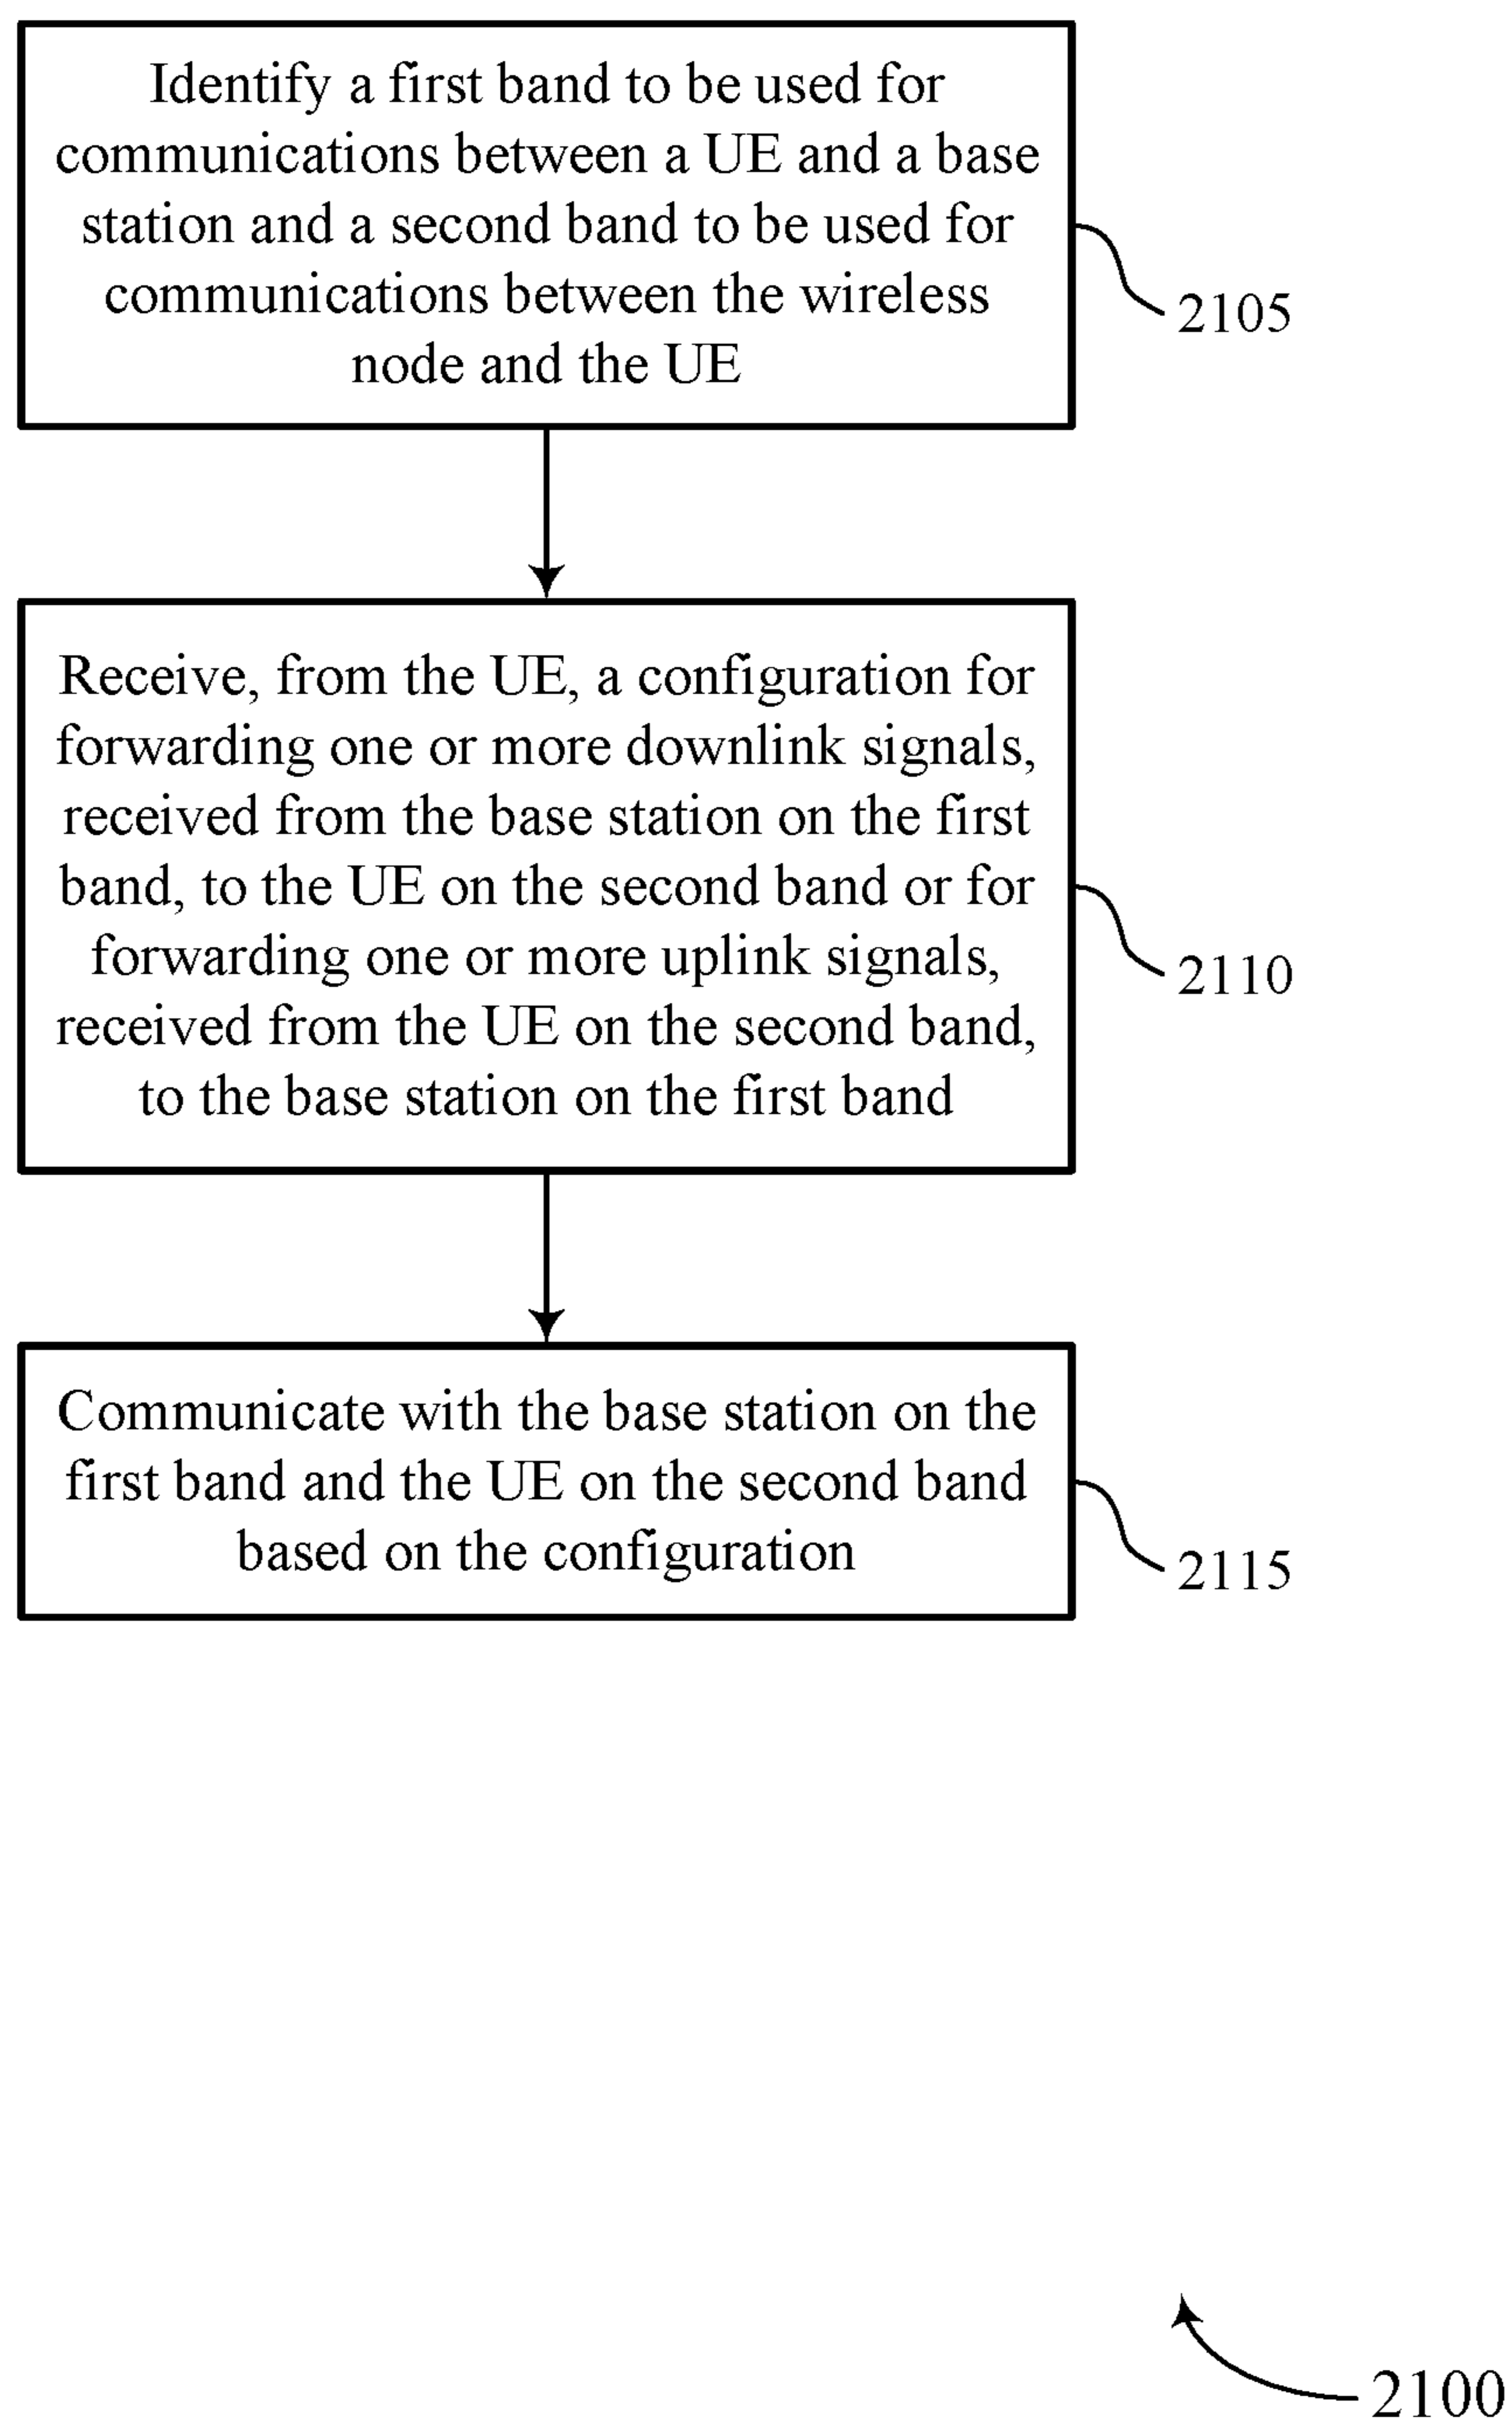 Identify a first band to be used for
communications between a UE and a base
station and a second band to be used for
communications between the wireless
node and the UE
2105
Receive, from the UE, a configuration for
forwarding one or more downlink signals,
received from the base station on the first
band, to the UE on the second band or for
forwarding one or more uplink signals,
received from the UE on the second band,
to the base station on the first band
2110
Communicate with the base station on the
first band and the UE on the second band
based on the configuration
2115
2100